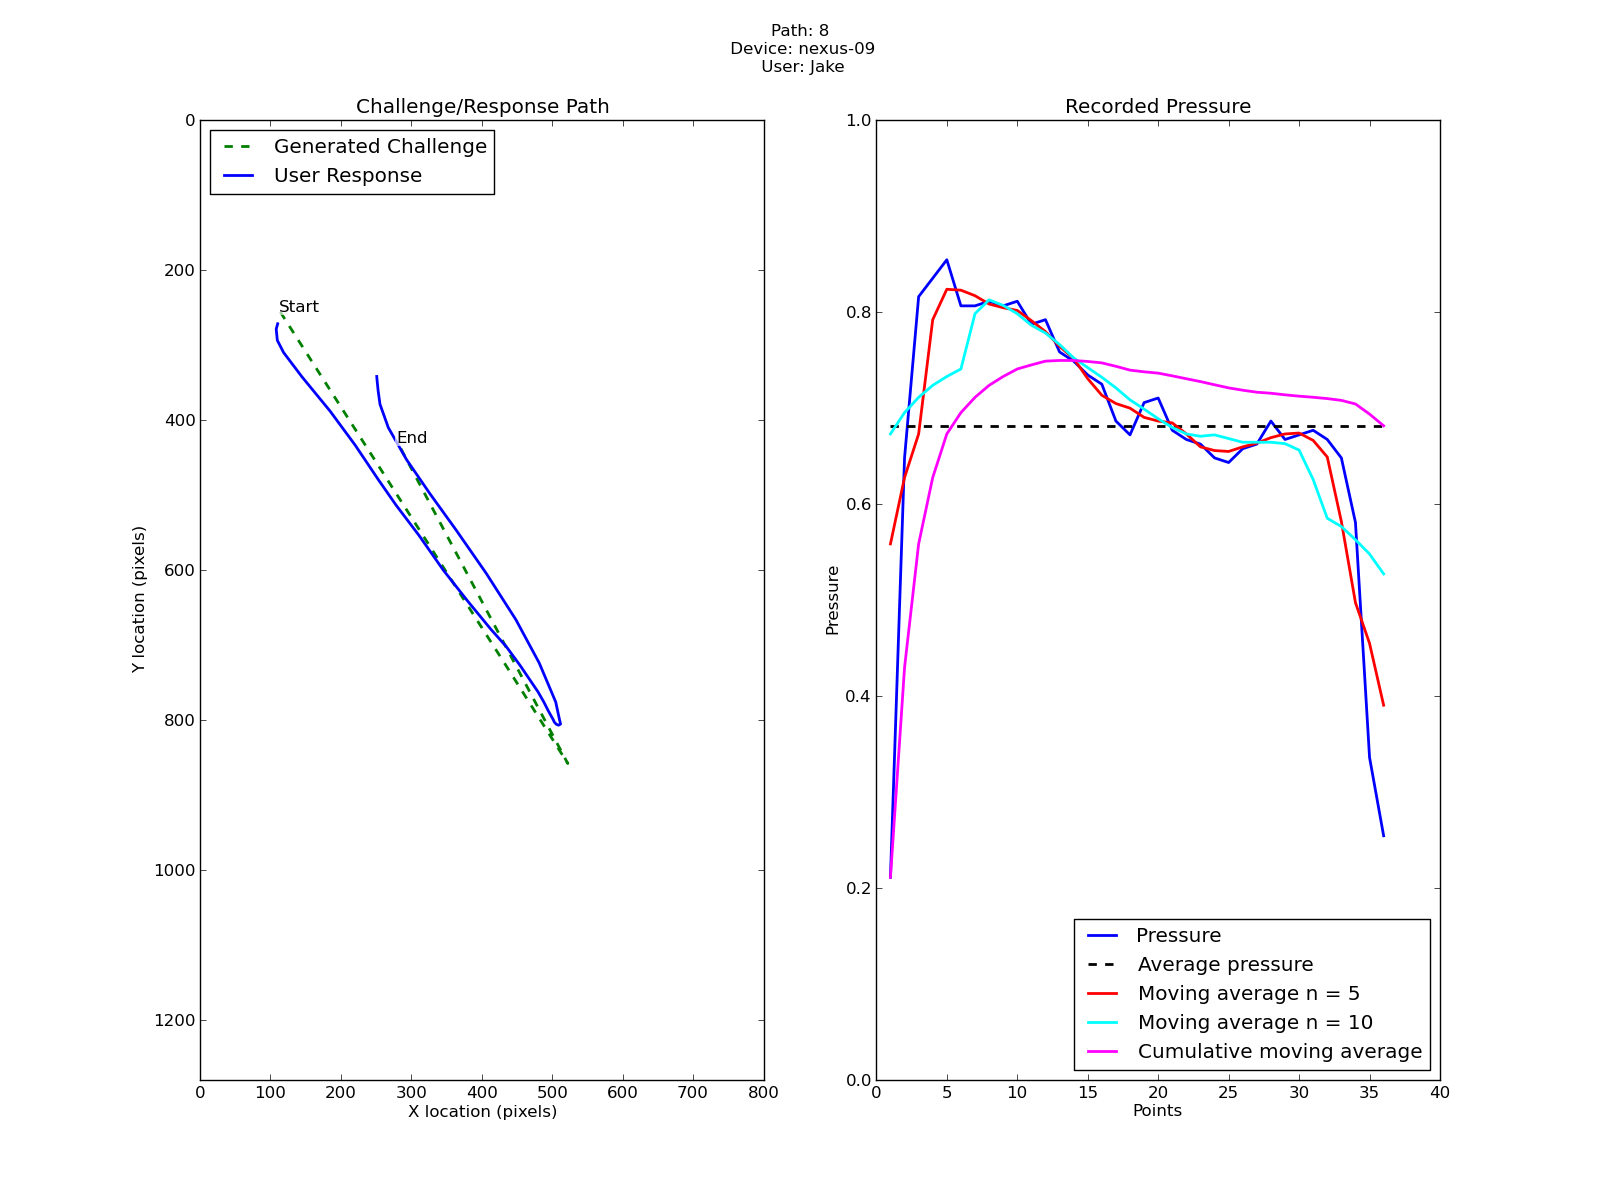 Path: 8
Device: nexus-09
User: Jake
Challenge/Response Path
Generated Challenge
User Response
Start
End
0
200
400
600
800
1000
1200
Y location (pixels)
0 100 200 300 400 500 600 700 800
X location (pixels)
Recorded Pressure
1.0
0.8
0.6
0.4
0.2
0.0
Pressure
Pressure
Average pressure
Moving average n = 5
Moving average n = 10
Cumulative moving average
0 5 10 15 20 25 30 35 40
Points